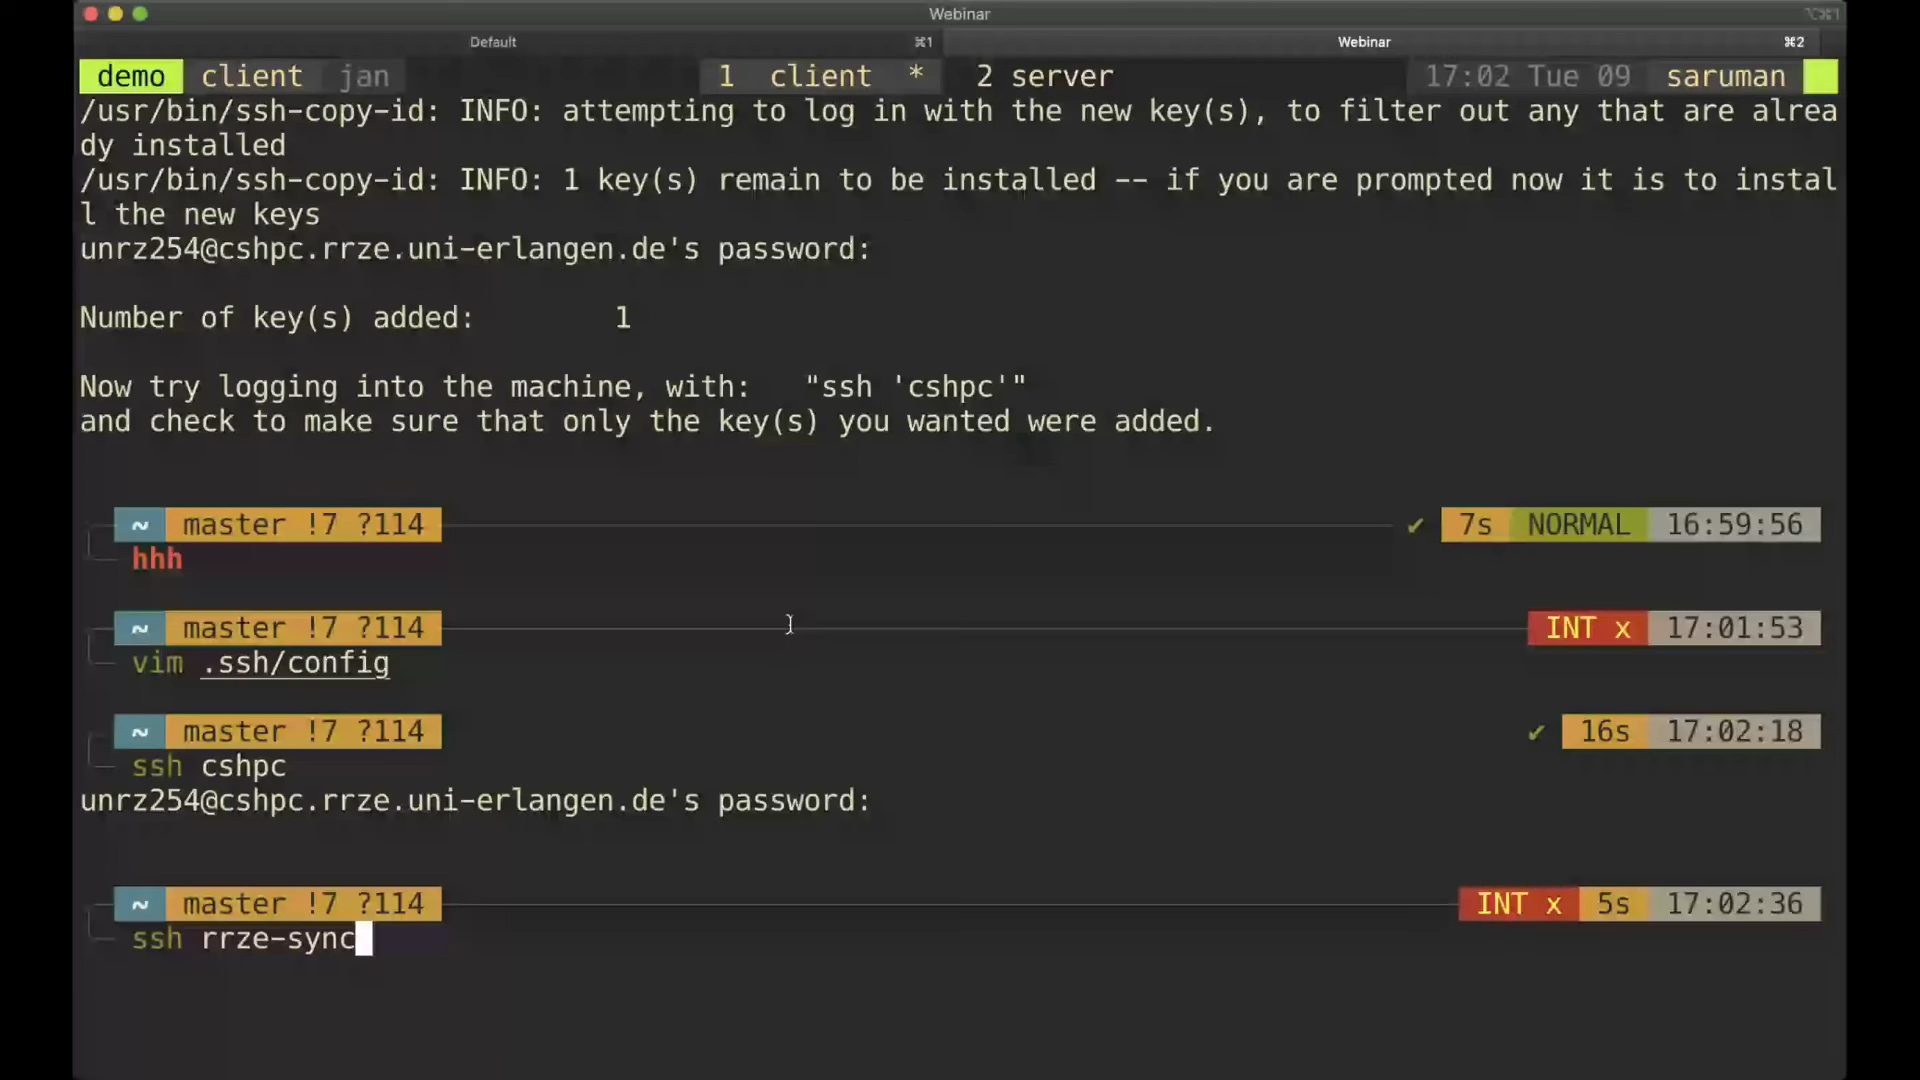 Webinar
⌥⌘1
Default ⌘1 Webinar ⌘2
demo client jan 1 client * 2 server 17:02 Tue 09 saruman
/usr/bin/ssh-copy-id: INFO: attempting to log in with the new key(s), to filter out any that are alrea
dy installed
/usr/bin/ssh-copy-id: INFO: 1 key(s) remain to be installed -- if you are prompted now it is to instal
l the new keys
unrz254@cshpc.rrze.uni-erlangen.de's password:
Number of key(s) added: 1
Now try logging into the machine, with: "ssh 'cshpc'"
and check to make sure that only the key(s) you wanted were added.
~ master !7 ?114 ✔ 7s NORMAL 16:59:56
hhh
~ master !7 ?114 INT x 17:01:53
vim .ssh/config
~ master !7 ?114 ✔ 16s 17:02:18
ssh cshpc
unrz254@cshpc.rrze.uni-erlangen.de's password:
~ master !7 ?114 INT x 5s 17:02:36
ssh rrze-sync